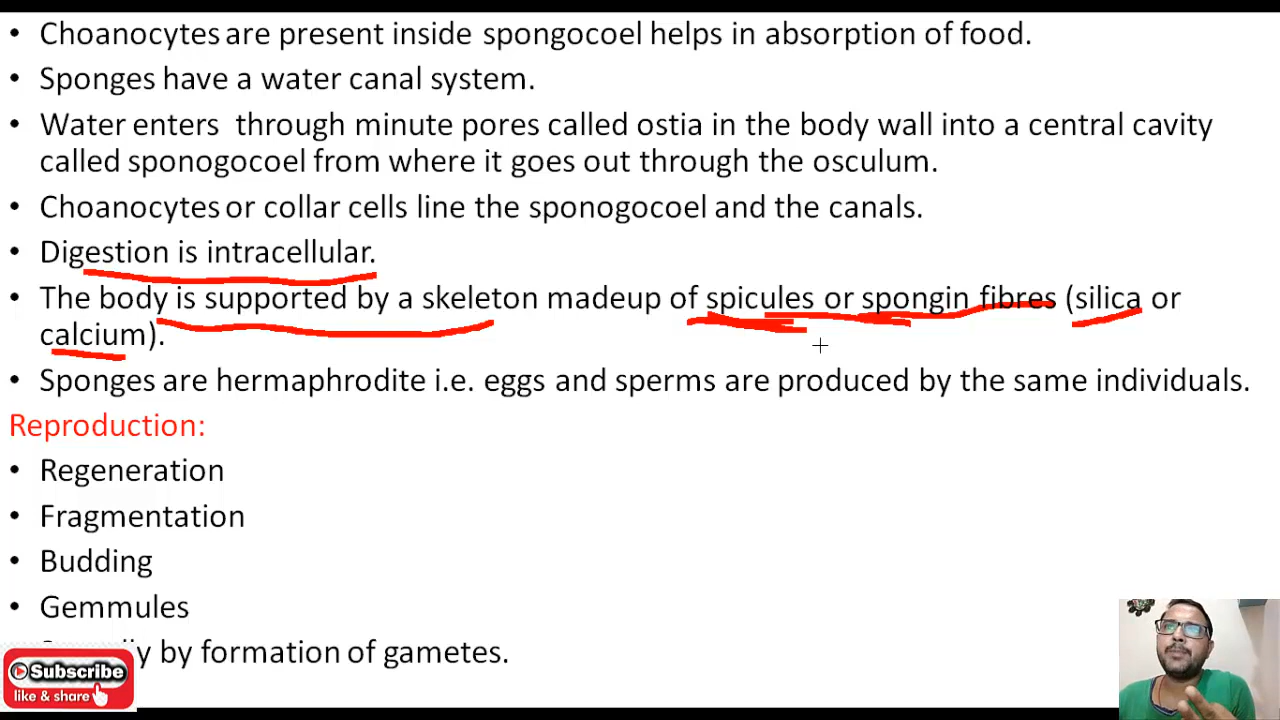 • Choanocytes are present inside spongocoel helps in absorption of food.
• Sponges have a water canal system.
• Water enters through minute pores called ostia in the body wall into a central cavity
called sponogocoel from where it goes out through the osculum.
• Choanocytes or collar cells line the sponogocoel and the canals.
• Digestion is intracellular.
• The body is supported by a skeleton madeup of spicules or spongin fibres (silica or
calcium).
• Sponges are hermaphrodite i.e. eggs and sperms are produced by the same individuals.
Reproduction:
• Regeneration
• Fragmentation
• Budding
• Gemmules
by formation of gametes.
Subscribe
like & share